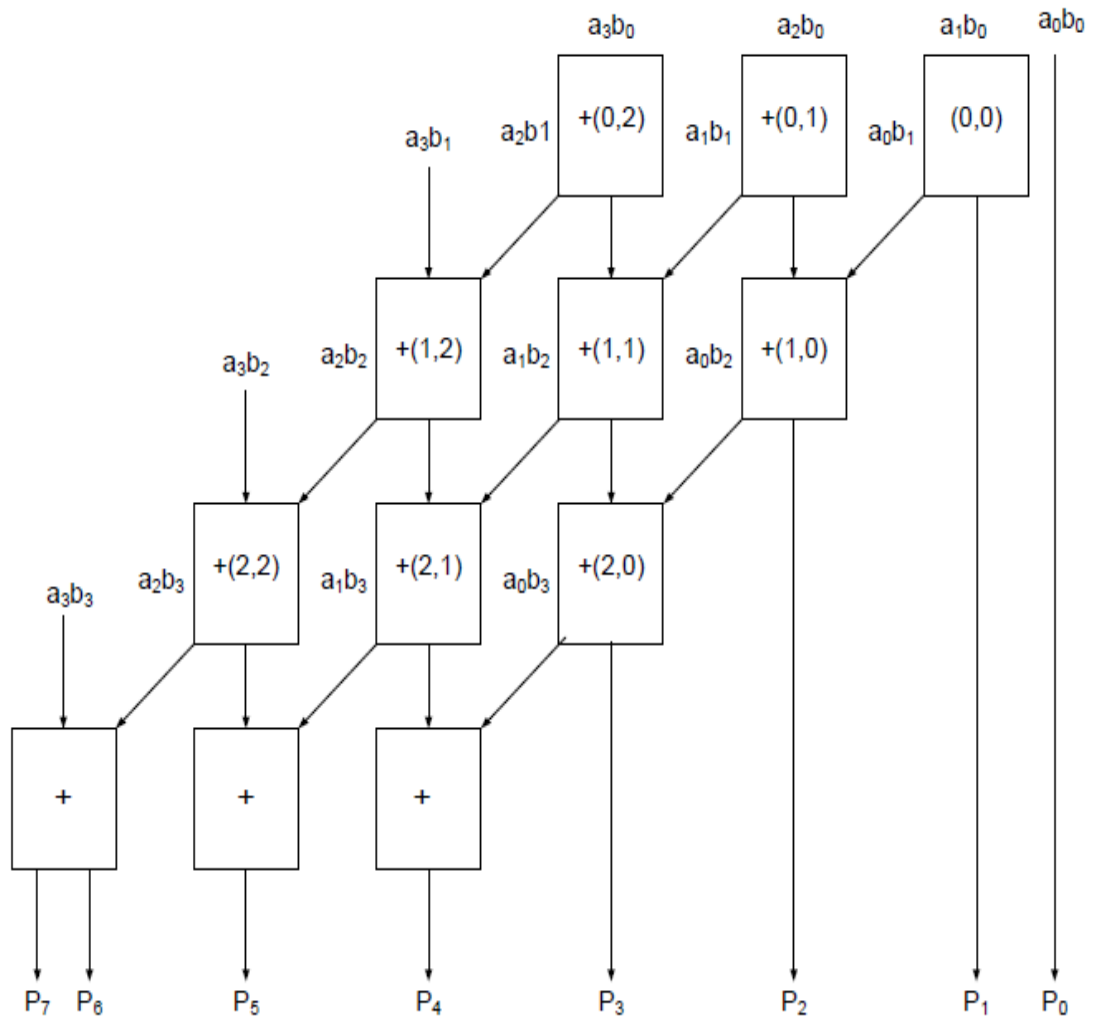 a₃b₀ a₂b₀ a₁b₀ a₀b₀
+(0,2) +(0,1) (0,0)
a₃b₁ a₂b1 a₁b₁ a₀b₁
+(1,2) +(1,1) +(1,0)
a₃b₂ a₂b₂ a₁b₂ a₀b₂
+(2,2) +(2,1) +(2,0)
a₃b₃ a₂b₃ a₁b₃ a₀b₃
+ + +
P₇ P₆ P₅ P₄ P₃ P₂ P₁ P₀